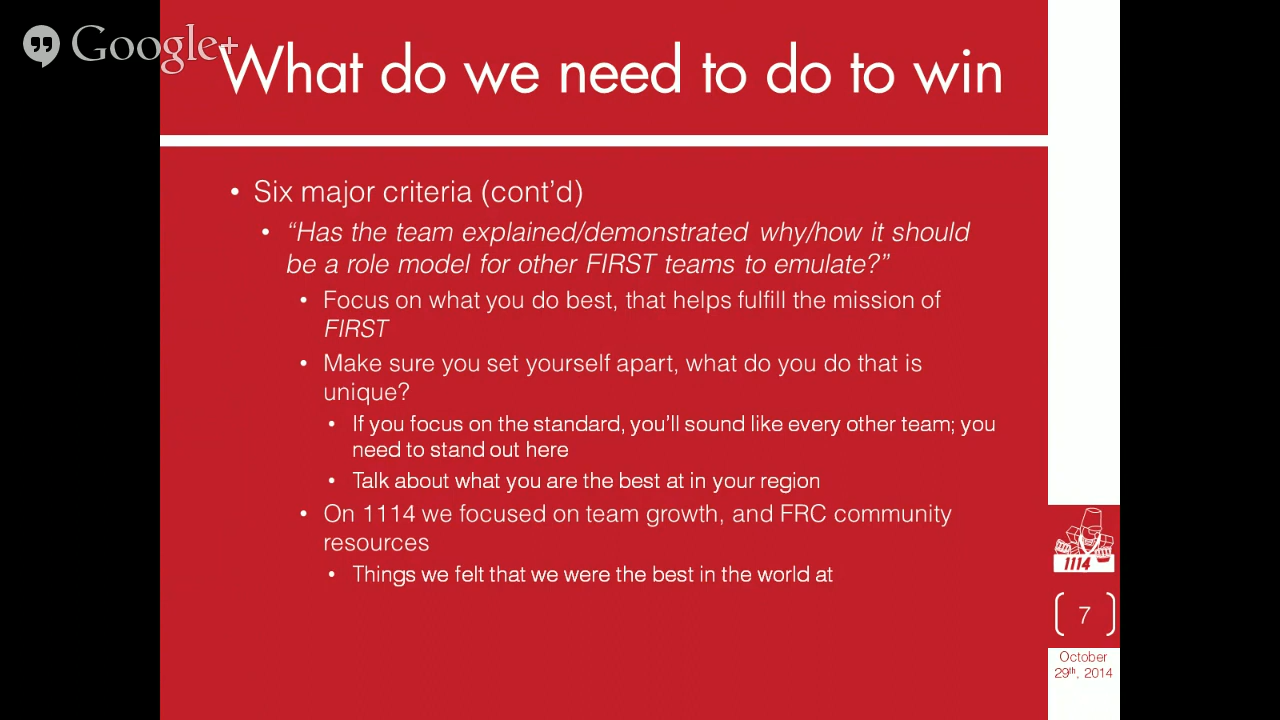 Google+
What do we need to do to win
• Six major criteria (cont’d)
• “Has the team explained/demonstrated why/how it should
be a role model for other FIRST teams to emulate?”
• Focus on what you do best, that helps fulfill the mission of
FIRST
• Make sure you set yourself apart, what do you do that is
unique?
• If you focus on the standard, you’ll sound like every other team; you
need to stand out here
• Talk about what you are the best at in your region
• On 1114 we focused on team growth, and FRC community
resources
• Things we felt that we were the best in the world at
1114
7
October
29th, 2014